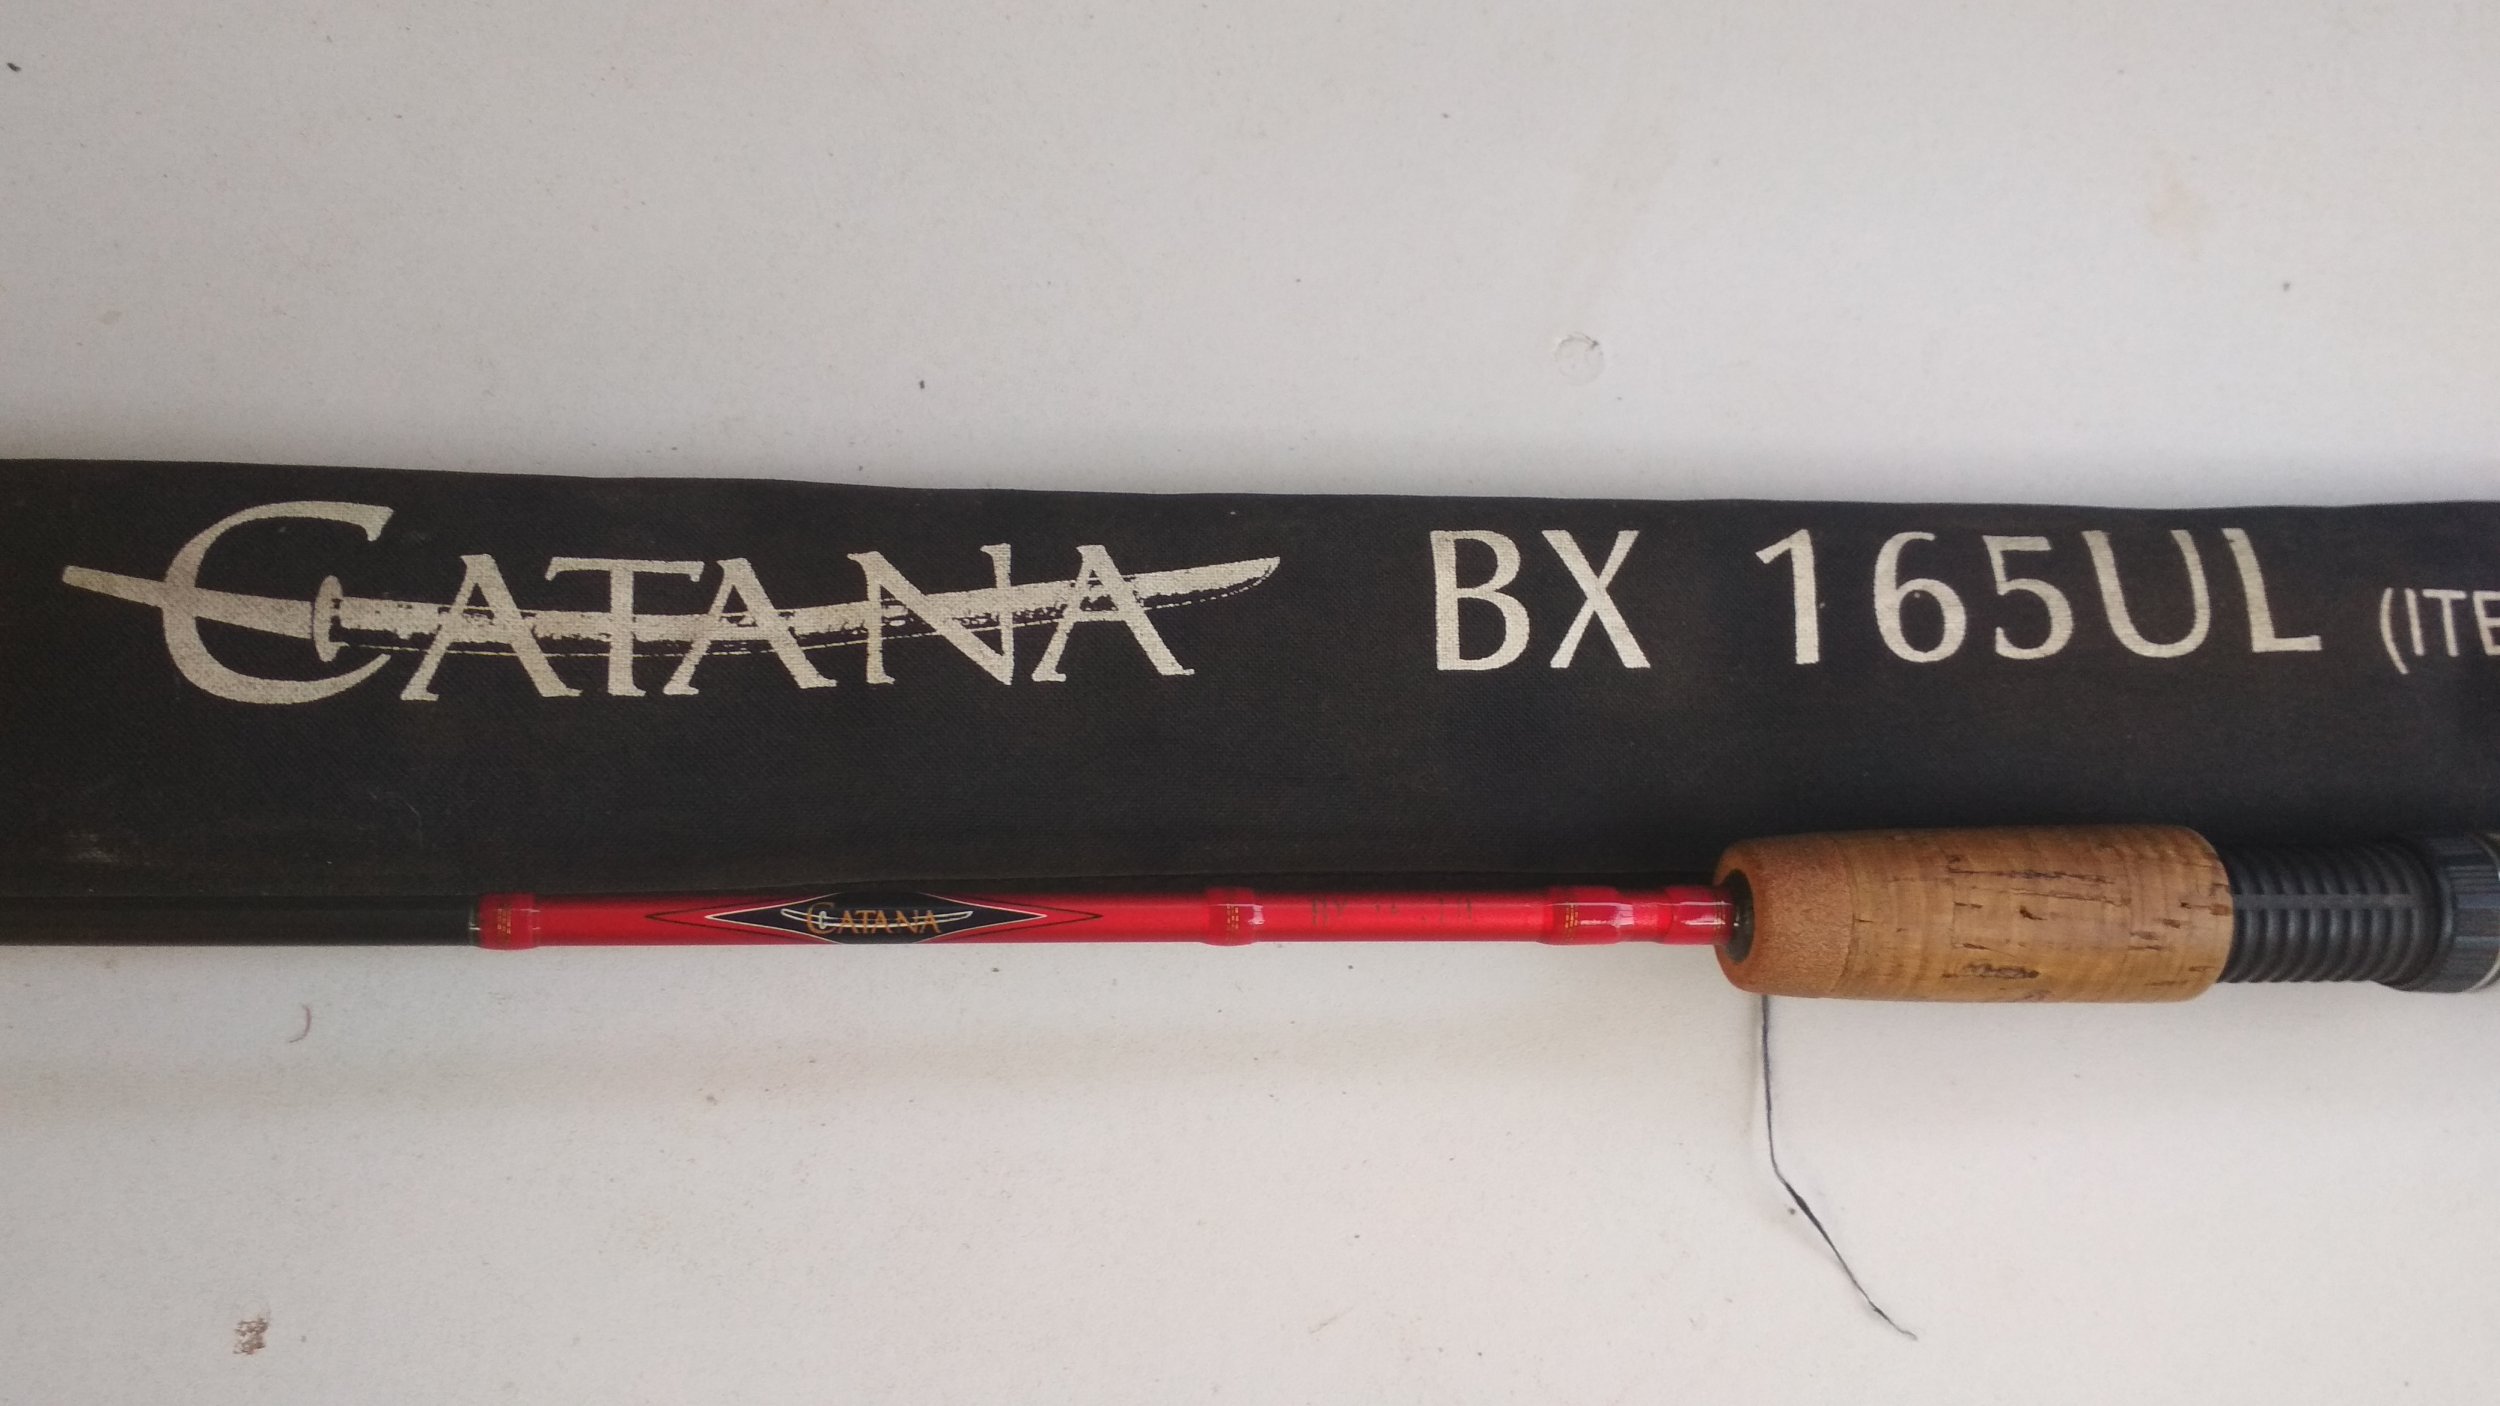 CATANA BX 165UL (ITE
CATANA